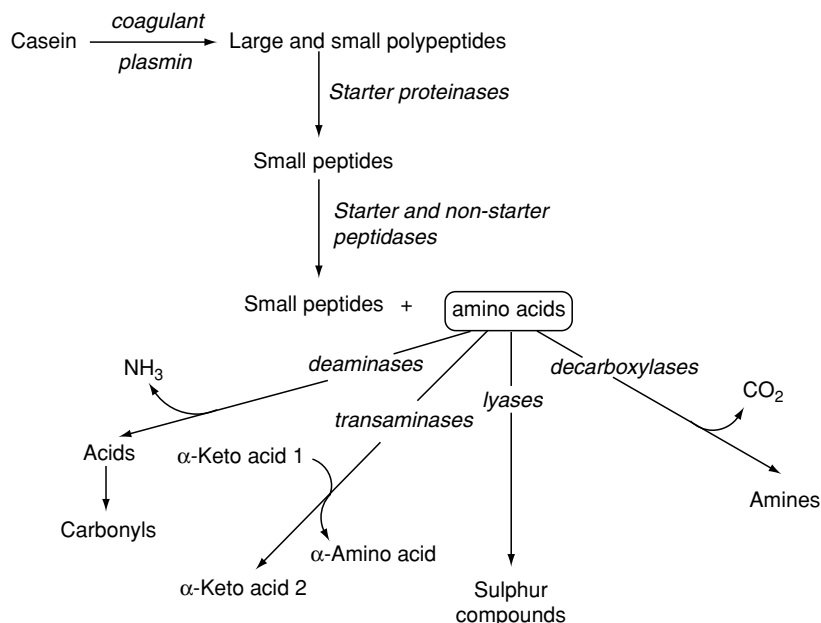 coagulant
Casein
Large and small polypeptides
plasmin
Starter proteinases
Small peptides
Starter and non-starter
peptidases
Small peptides + amino acids
deaminases
decarboxylases
NH3
CO2
lyases
transaminases
Acids
α-Keto acid 1
Amines
Carbonyls
α-Amino acid
α-Keto acid 2
Sulphur
compounds